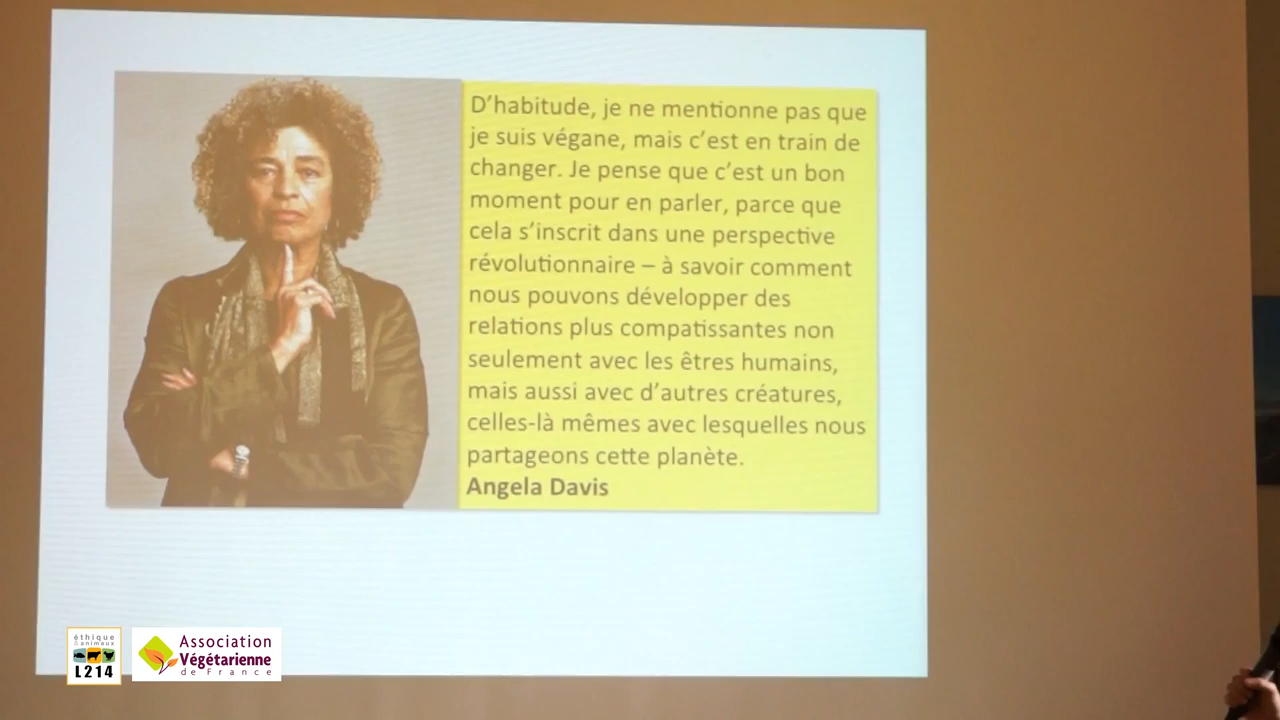 D'habitude, je ne mentionne pas que
je suis végane, mais c'est en train de
changer. Je pense que c'est un bon
moment pour en parler, parce que
cela s'inscrit dans une perspective
révolutionnaire – à savoir comment
nous pouvons développer des
relations plus compatissantes non
seulement avec les êtres humains,
mais aussi avec d'autres créatures,
celles-là mêmes avec lesquelles nous
partageons cette planète.
Angela Davis
éthique
& animaux
L214
Association
Végétarienne
de France